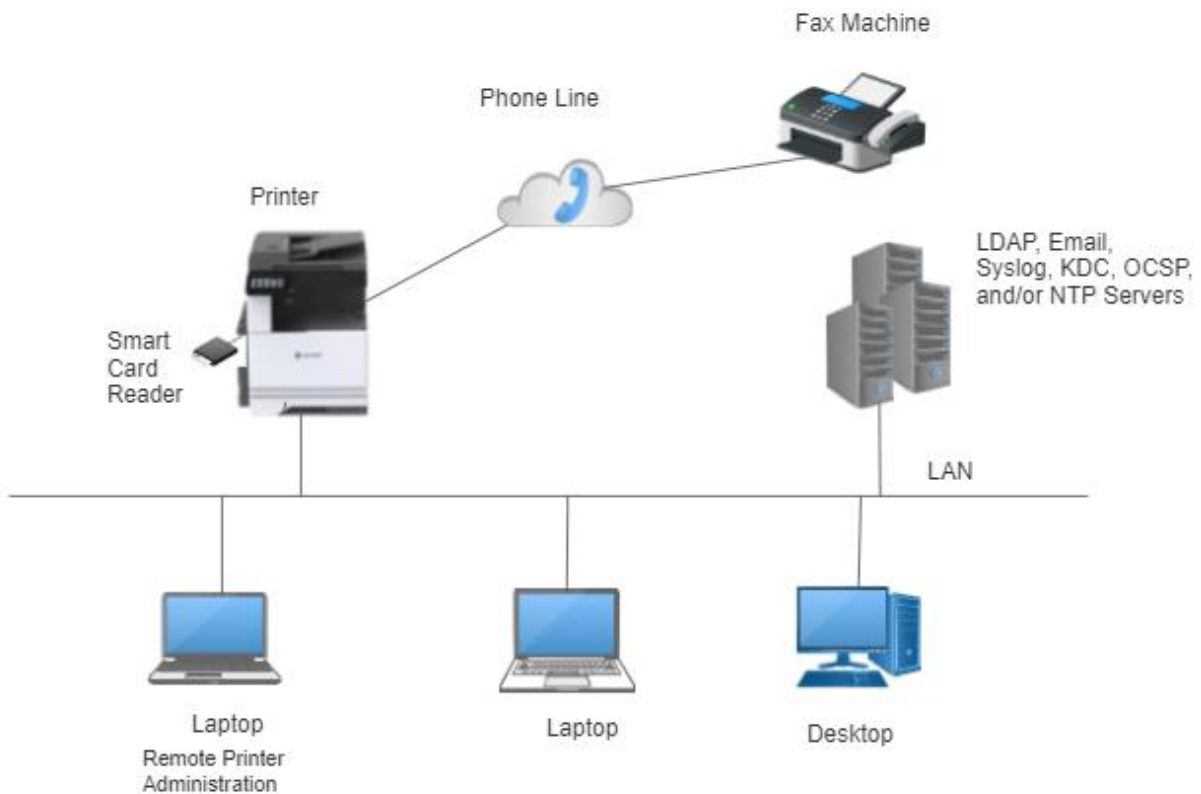 Fax Machine
Phone Line
Printer
LDAP, Email,
Syslog, KDC, OCSP,
and/or NTP Servers
Smart
Card
Reader
LAN
Laptop
Remote Printer
Administration
Laptop
Desktop